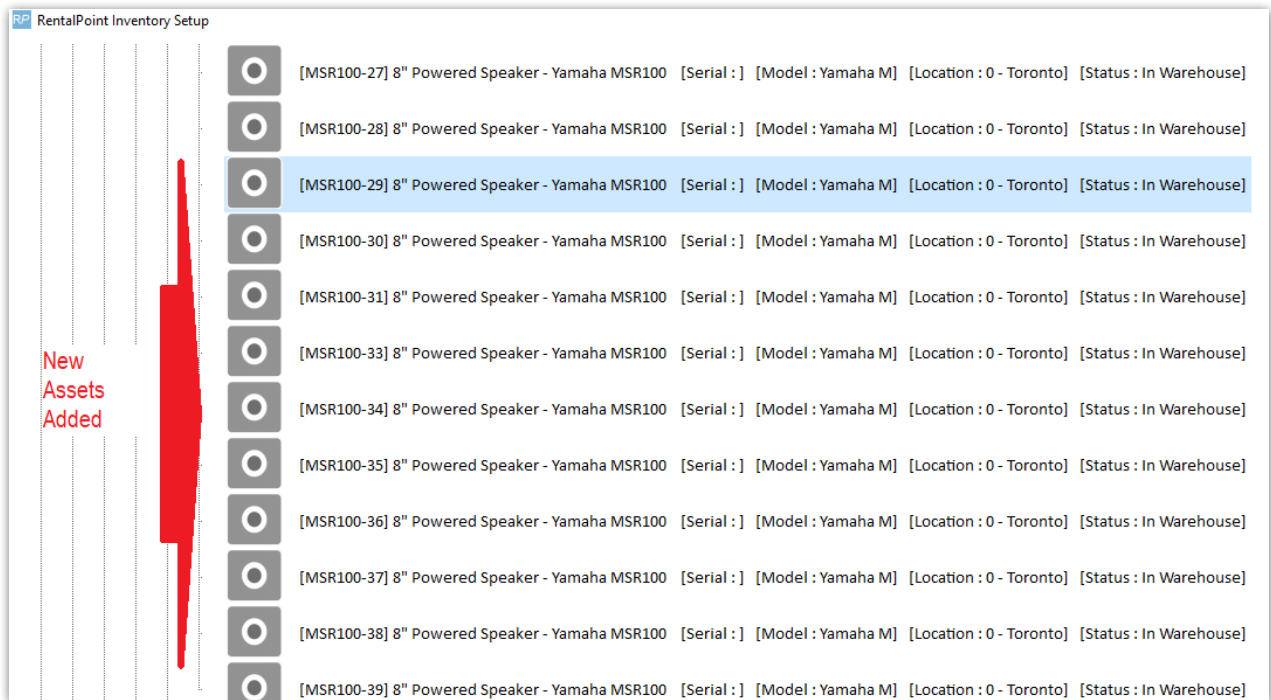 RP RentalPoint Inventory Setup
[MSR100-27] 8" Powered Speaker - Yamaha MSR100 [Serial : ] [Model : Yamaha M] [Location : 0 - Toronto] [Status : In Warehouse]
[MSR100-28] 8" Powered Speaker - Yamaha MSR100 [Serial : ] [Model : Yamaha M] [Location : 0 - Toronto] [Status : In Warehouse]
[MSR100-29] 8" Powered Speaker - Yamaha MSR100 [Serial : ] [Model : Yamaha M] [Location : 0 - Toronto] [Status : In Warehouse]
[MSR100-30] 8" Powered Speaker - Yamaha MSR100 [Serial : ] [Model : Yamaha M] [Location : 0 - Toronto] [Status : In Warehouse]
[MSR100-31] 8" Powered Speaker - Yamaha MSR100 [Serial : ] [Model : Yamaha M] [Location : 0 - Toronto] [Status : In Warehouse]
[MSR100-33] 8" Powered Speaker - Yamaha MSR100 [Serial : ] [Model : Yamaha M] [Location : 0 - Toronto] [Status : In Warehouse]
[MSR100-34] 8" Powered Speaker - Yamaha MSR100 [Serial : ] [Model : Yamaha M] [Location : 0 - Toronto] [Status : In Warehouse]
[MSR100-35] 8" Powered Speaker - Yamaha MSR100 [Serial : ] [Model : Yamaha M] [Location : 0 - Toronto] [Status : In Warehouse]
[MSR100-36] 8" Powered Speaker - Yamaha MSR100 [Serial : ] [Model : Yamaha M] [Location : 0 - Toronto] [Status : In Warehouse]
[MSR100-37] 8" Powered Speaker - Yamaha MSR100 [Serial : ] [Model : Yamaha M] [Location : 0 - Toronto] [Status : In Warehouse]
[MSR100-38] 8" Powered Speaker - Yamaha MSR100 [Serial : ] [Model : Yamaha M] [Location : 0 - Toronto] [Status : In Warehouse]
[MSR100-39] 8" Powered Speaker - Yamaha MSR100 [Serial : ] [Model : Yamaha M] [Location : 0 - Toronto] [Status : In Warehouse]
New
Assets
Added